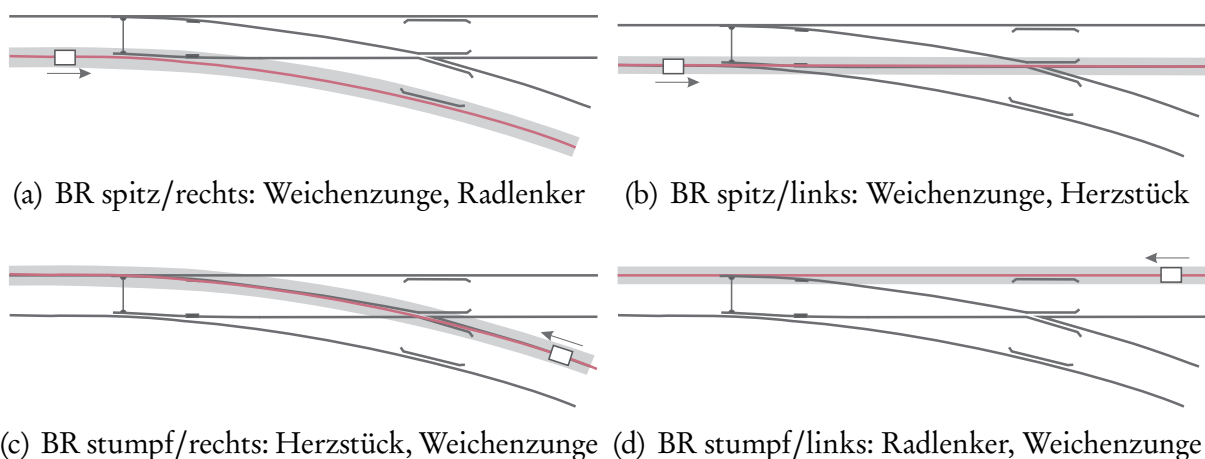 (a) BR spitz/rechts: Weichenzunge, Radlenker
(b) BR spitz/links: Weichenzunge, Herzstück
(c) BR stumpf/rechts: Herzstück, Weichenzunge
(d) BR stumpf/links: Radlenker, Weichenzunge